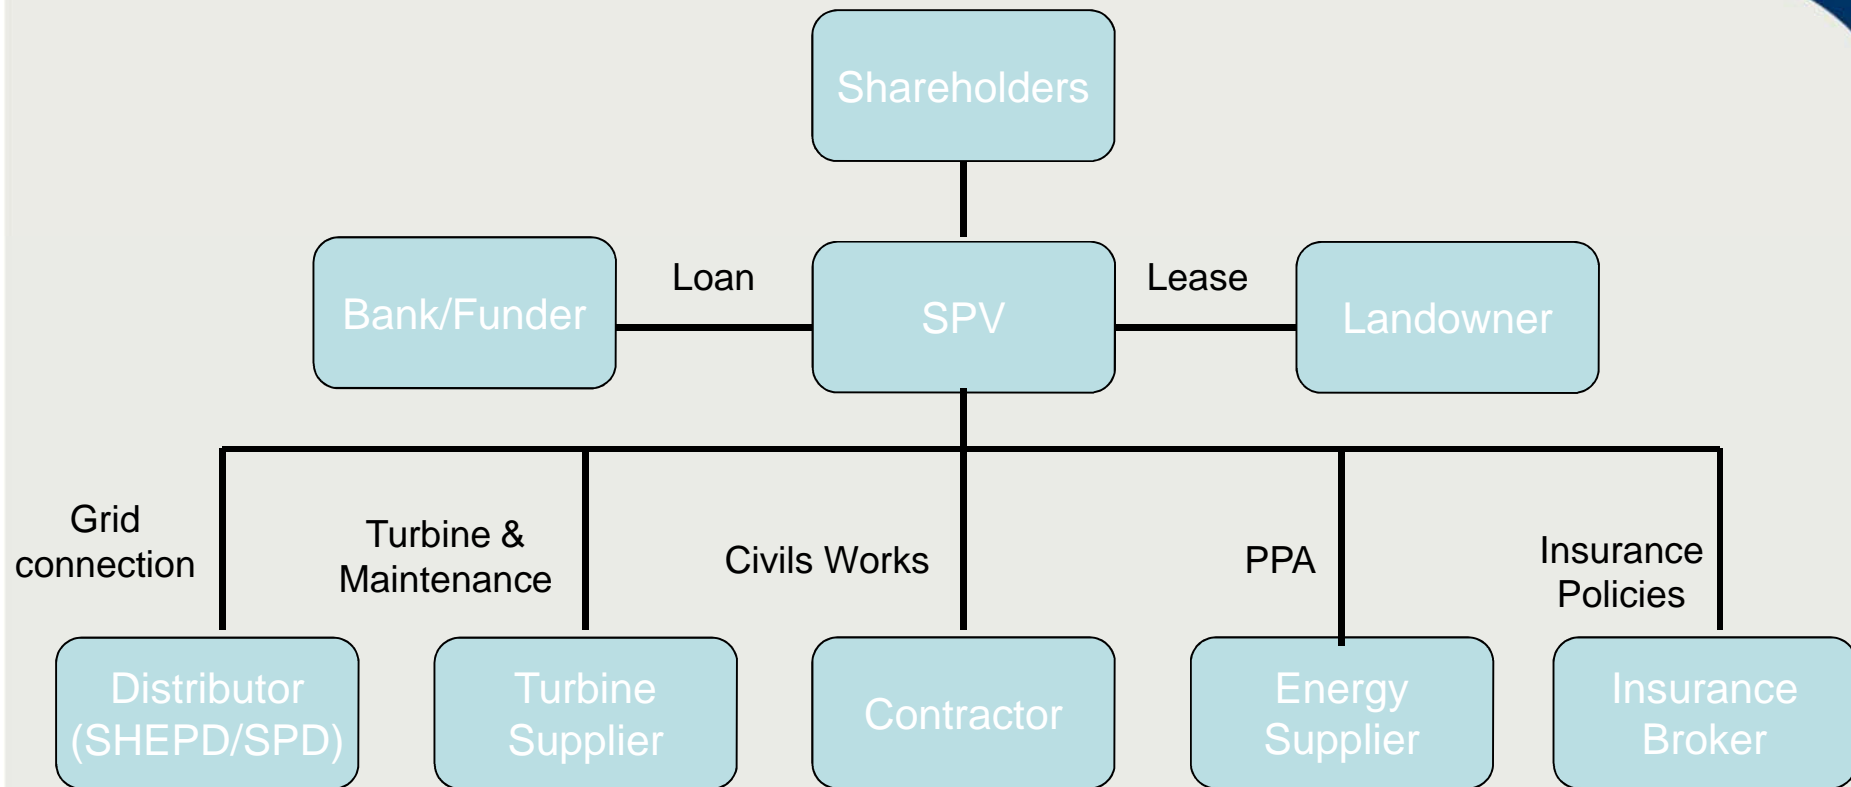 Shareholders
Bank/Funder
Loan
SPV
Lease
Landowner
Grid
connection
Turbine &
Maintenance
Civils Works
PPA
Insurance
Policies
Distributor
(SHEPD/SPD)
Turbine
Supplier
Contractor
Energy
Supplier
Insurance
Broker